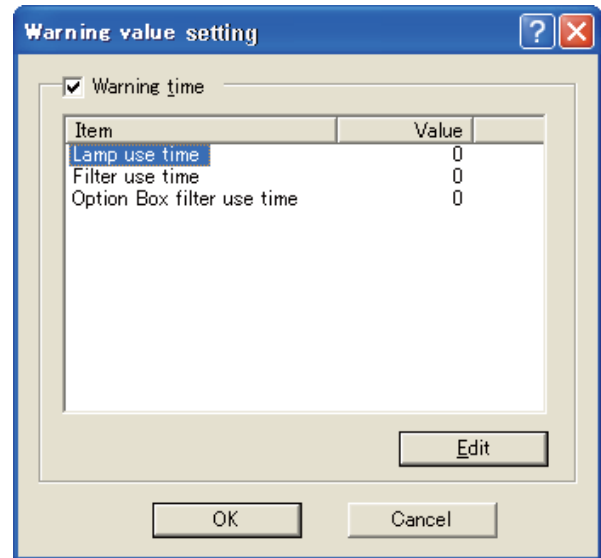 Warning value setting
Warning time
Item Value
Lamp use time 0
Filter use time 0
Option Box filter use time 0
Edit
OK Cancel